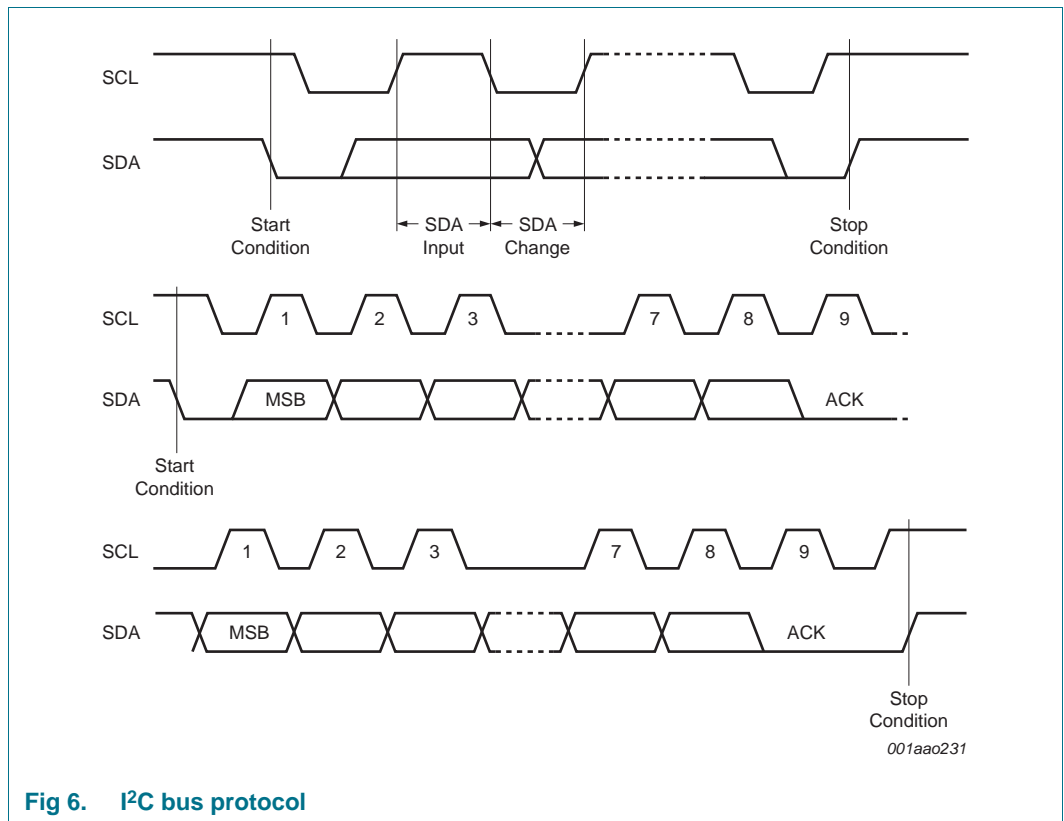 SCL
SDA
Start
Condition
SDA
Input
SDA
Change
Stop
Condition
SCL
1 2 3 7 8 9
SDA
MSB ACK
Start
Condition
SCL
1 2 3 7 8 9
SDA
MSB ACK
Stop
Condition
001aao231
Fig 6. I²C bus protocol